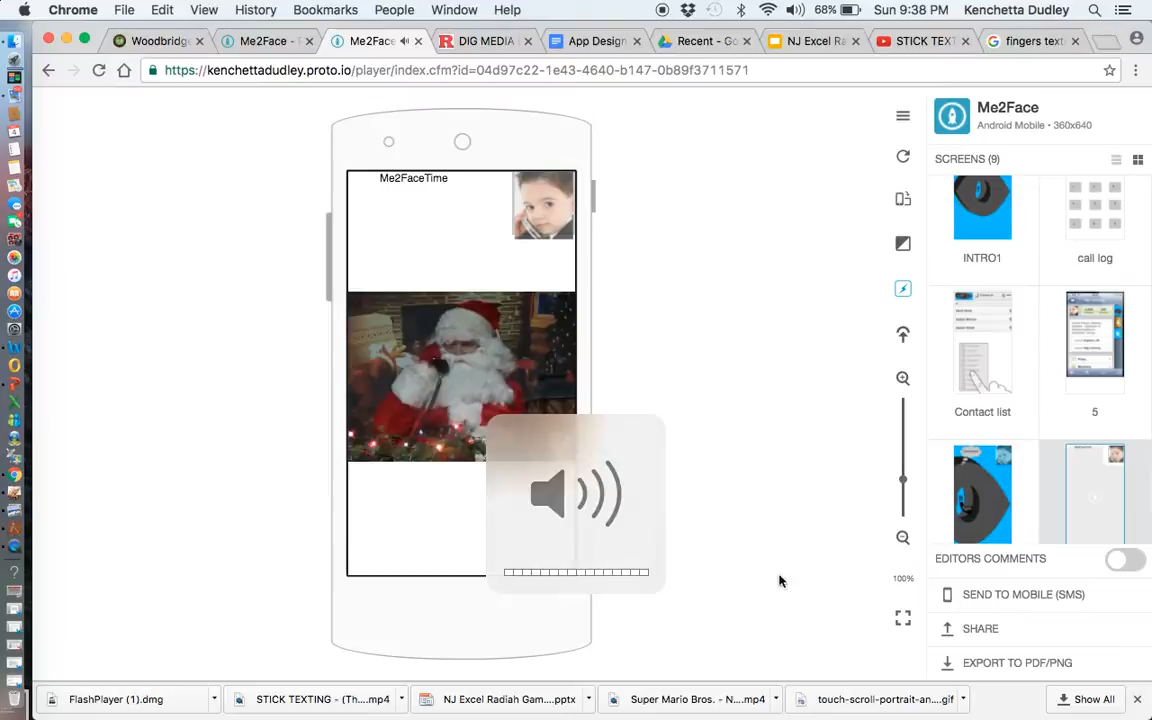 Chrome File Edit View History Bookmarks People Window Help 68% Sun 9:38 PM Kenchetta Dudley
Woodbridg Me2Face - P Me2Face DIG MEDIA App Design Recent - Go NJ Excel Ra STICK TEXT fingers texti
https://kenchettadudley.proto.io/player/index.cfm?id=04d97c22-1e43-4640-b147-0b89f3711571
Me2Face
Android Mobile • 360x640
SCREENS (9)
Me2FaceTime
INTRO1 call log
Contact list 5
EDITORS COMMENTS
100%
SEND TO MOBILE (SMS)
SHARE
EXPORT TO PDF/PNG
FlashPlayer (1).dmg STICK TEXTING - (Th....mp4 NJ Excel Radiah Gam....pptx Super Mario Bros. - N....mp4 touch-scroll-portrait-an....gif Show All